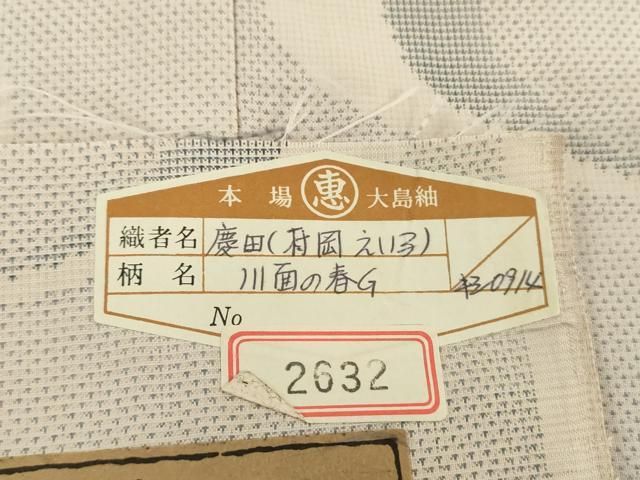 本場 ㊝ 大島紬
織者名 慶田(村岡えい子)
柄名 川面の春G
No
2632